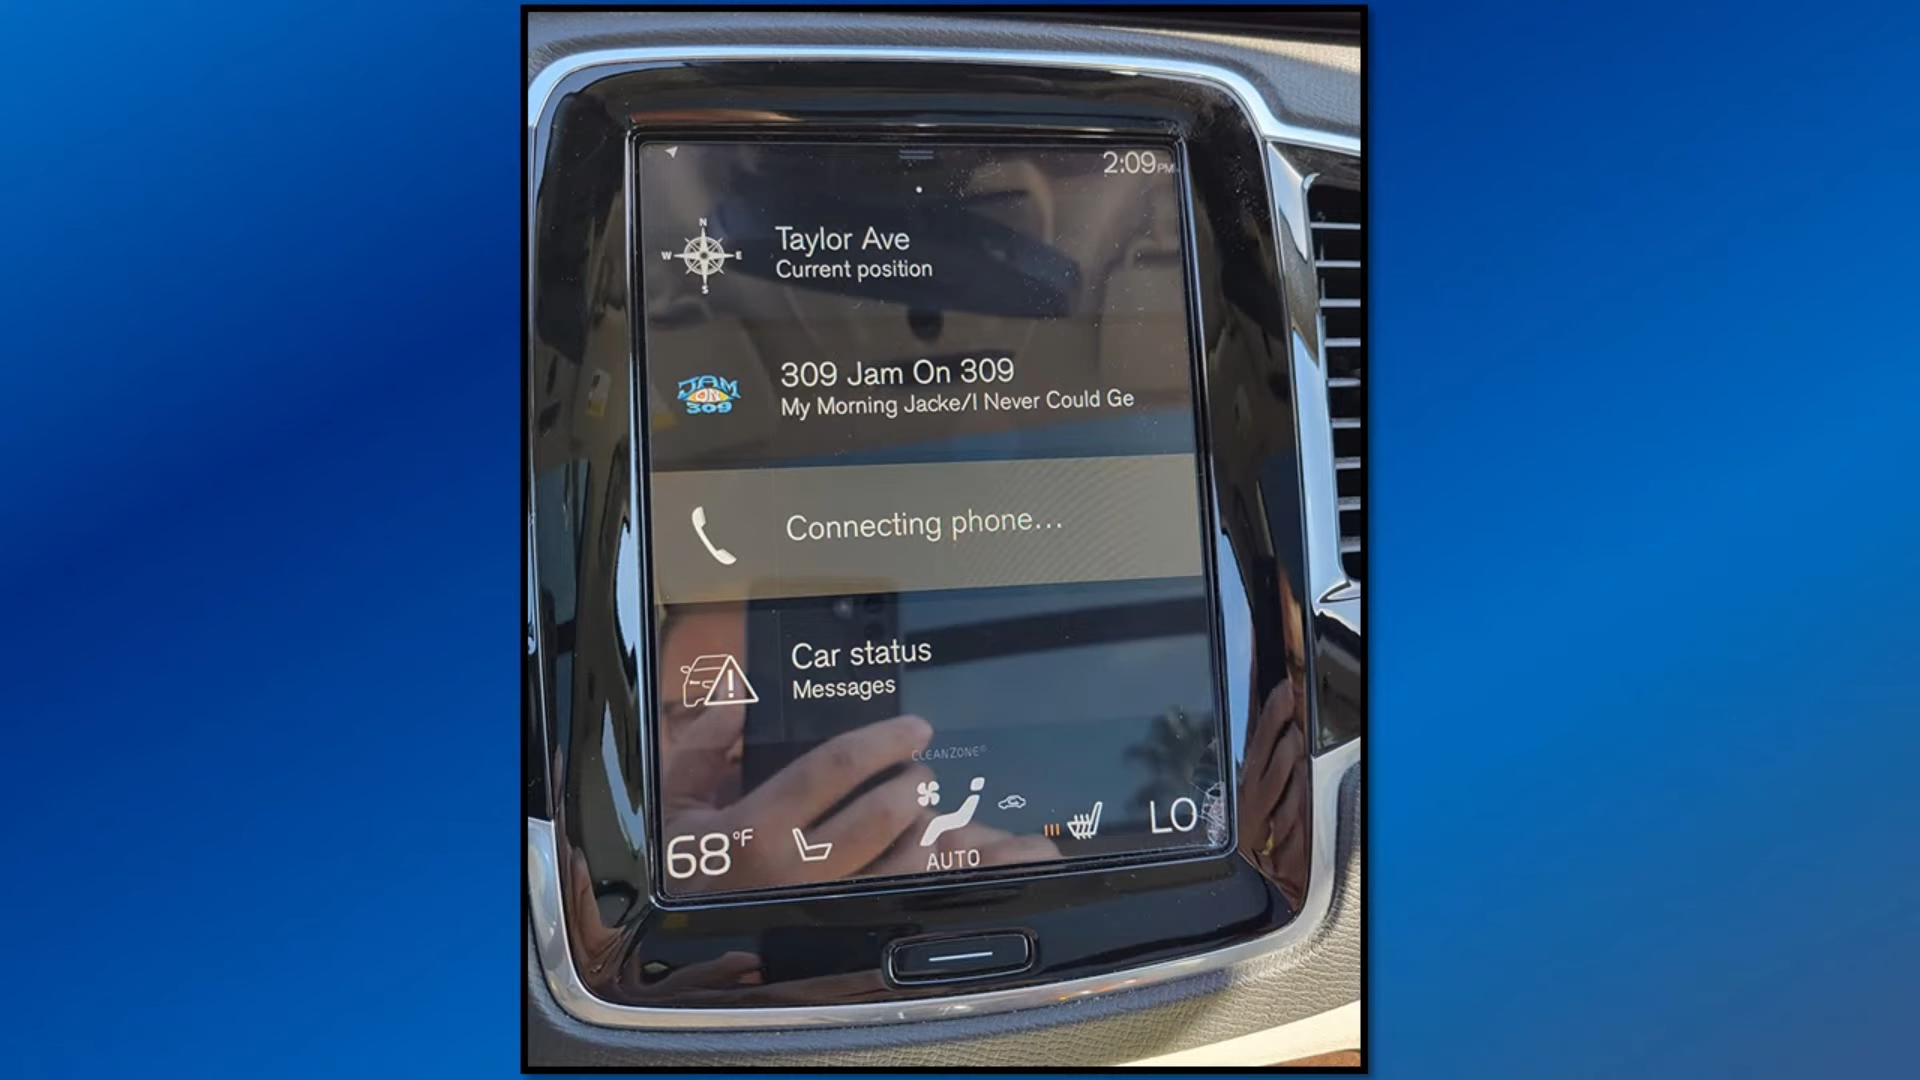 2:09PM
N
W E
S
Taylor Ave
Current position
JAM
ON
309
309 Jam On 309
My Morning Jacke/I Never Could Ge
Connecting phone...
Car status
Messages
CLEANZONE®
68°F
AUTO
LO